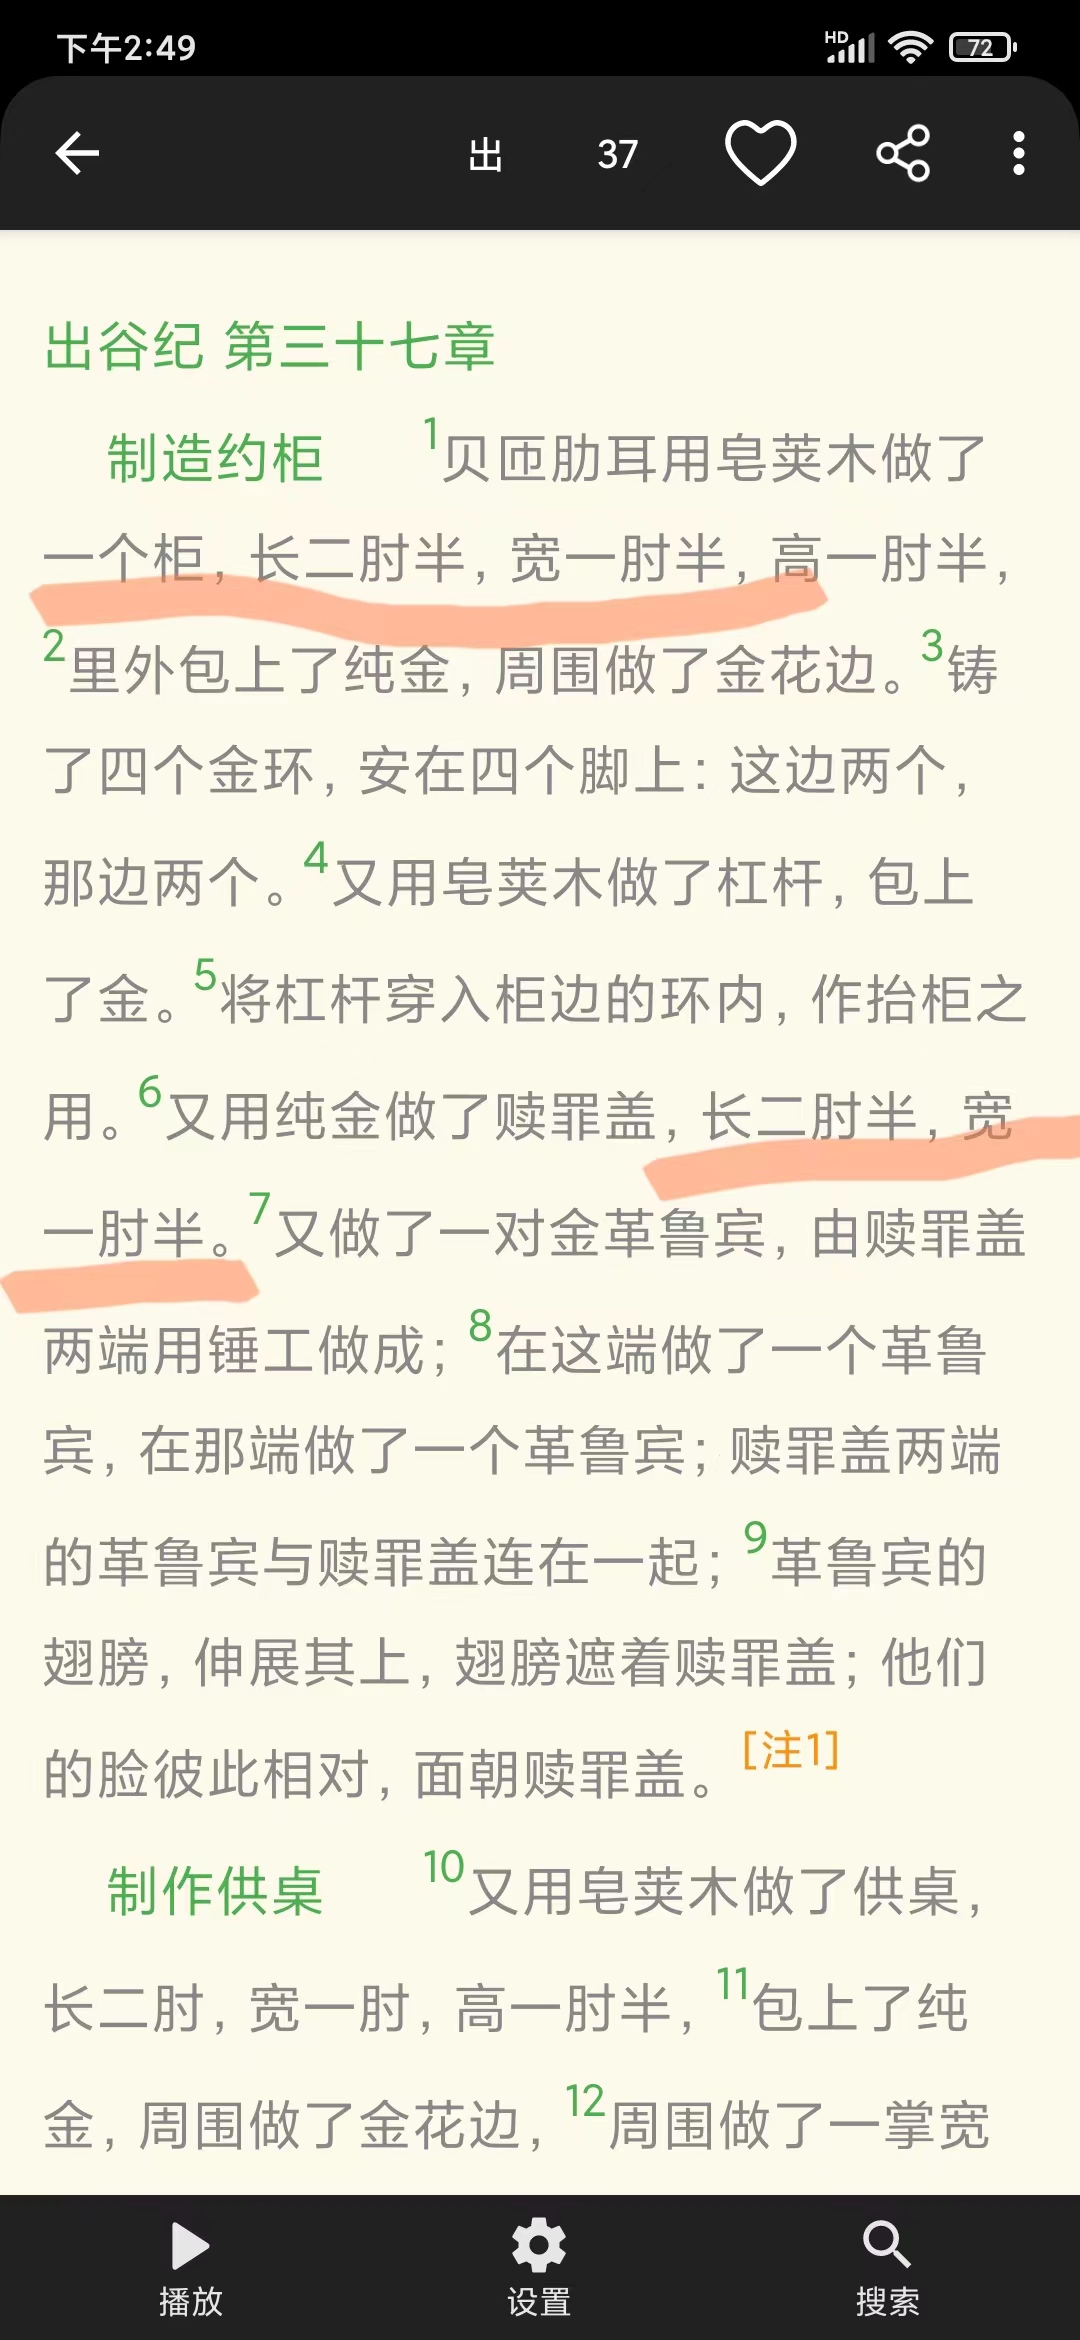 下午2:49 HD 72
出 37
出谷纪 第三十七章
制造约柜 1贝匝肋耳用皂荚木做了
一个柜，长二肘半，宽一肘半，高一肘半，
2里外包上了纯金，周围做了金花边。3铸
了四个金环，安在四个脚上：这边两个，
那边两个。4又用皂荚木做了杠杆，包上
了金。5将杠杆穿入柜边的环内，作抬柜之
用。6又用纯金做了赎罪盖，长二肘半，宽
一肘半。7又做了一对金革鲁宾，由赎罪盖
两端用锤工做成；8在这端做了一个革鲁
宾，在那端做了一个革鲁宾；赎罪盖两端
的革鲁宾与赎罪盖连在一起；9革鲁宾的
翅膀，伸展其上，翅膀遮着赎罪盖；他们
的脸彼此相对，面朝赎罪盖。[注1]
制作供桌 10又用皂荚木做了供桌，
长二肘，宽一肘，高一肘半，11包上了纯
金，周围做了金花边，12周围做了一掌宽
播放 设置 搜索